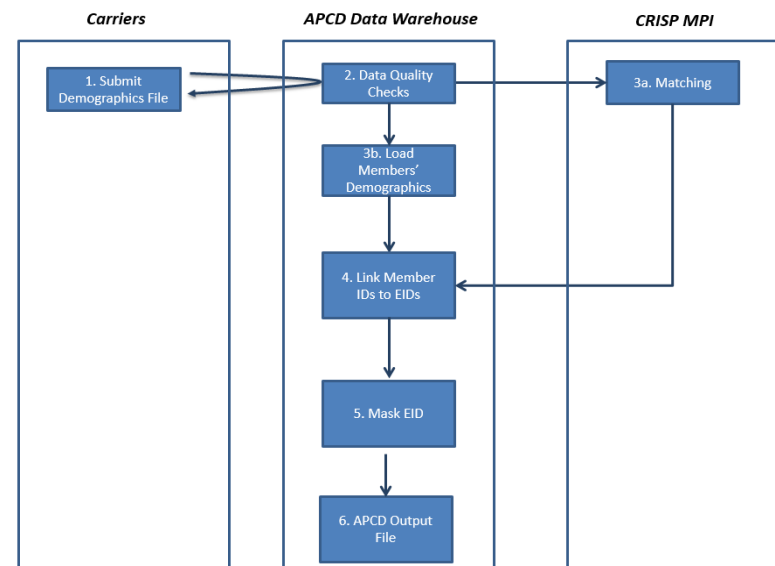 Carriers
APCD Data Warehouse
CRISP MPI
1. Submit
Demographics File
2. Data Quality
Checks
3a. Matching
3b. Load
Members’
Demographics
4. Link Member
IDs to EIDs
5. Mask EID
6. APCD Output
File